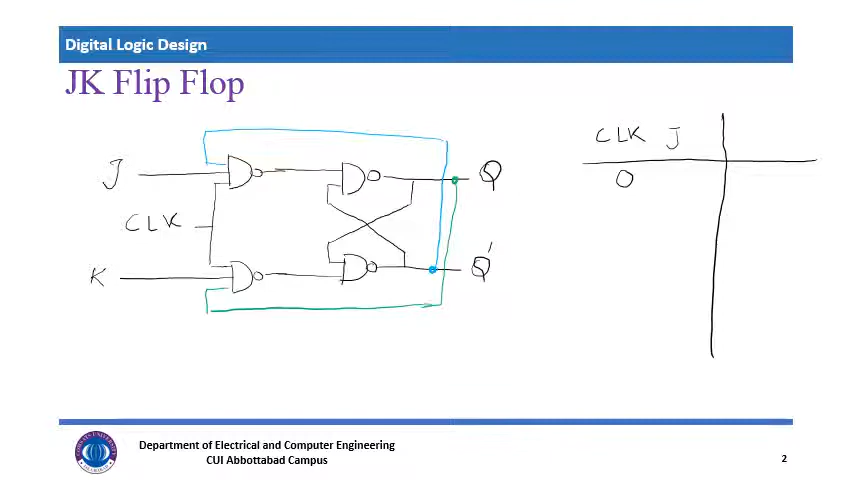 Digital Logic Design
JK Flip Flop
CLK J
0
J
Q
CLK
K
Q'
Department of Electrical and Computer Engineering
CUI Abbottabad Campus
2